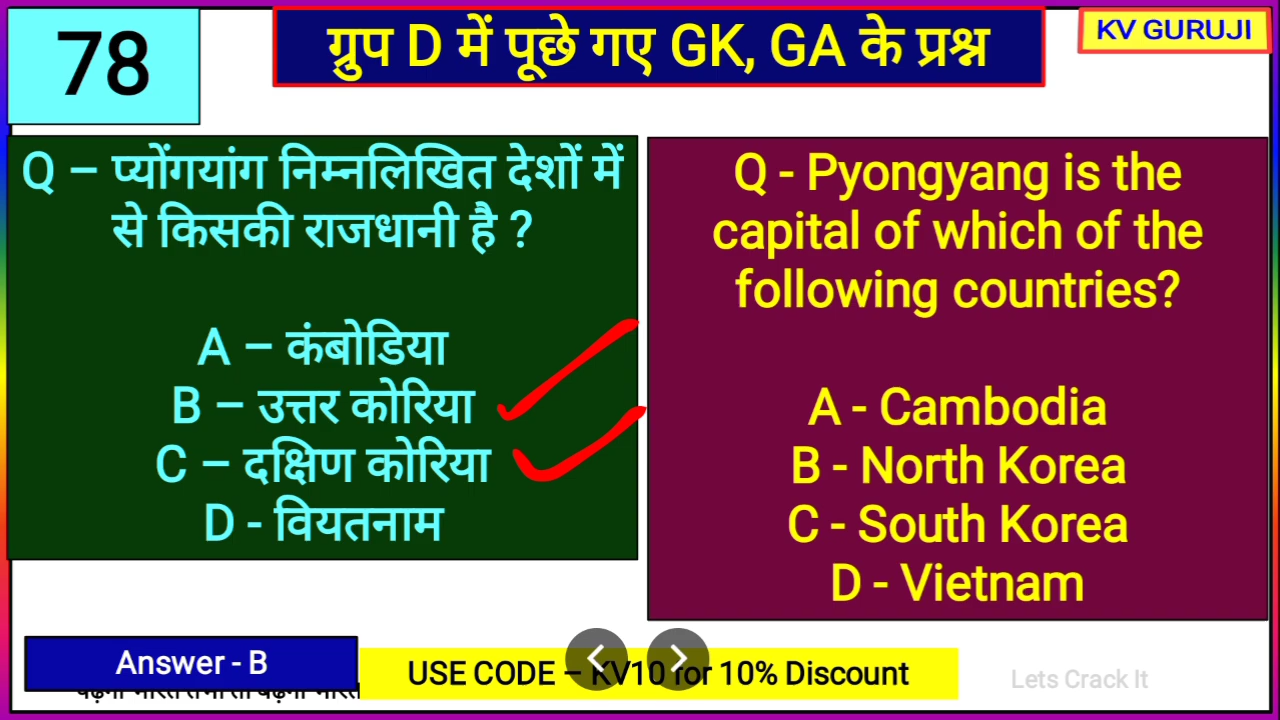 78
ग्रुप D में पूछे गए GK, GA के प्रश्न
KV GURUJI
Q – प्योंगयांग निम्नलिखित देशों में
से किसकी राजधानी है ?
A – कंबोडिया
B – उत्तर कोरिया
C – दक्षिण कोरिया
D - वियतनाम
Q - Pyongyang is the
capital of which of the
following countries?
A - Cambodia
B - North Korea
C - South Korea
D - Vietnam
Answer - B
USE CODE – KV10 for 10% Discount
Lets Crack It